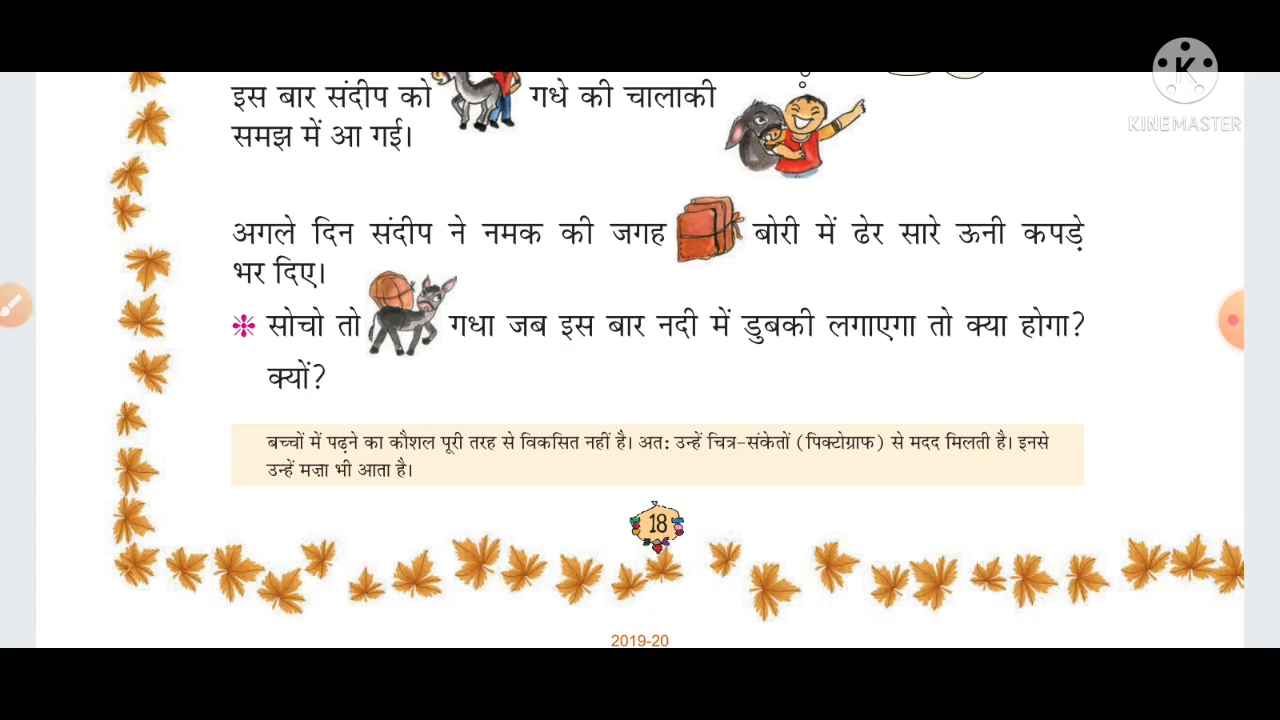 इस बार संदीप को गधे की चालाकी
समझ में आ गई।
KINEMASTER
अगले दिन संदीप ने नमक की जगह बोरी में ढेर सारे ऊनी कपड़े
भर दिए।
❉ सोचो तो गधा जब इस बार नदी में डुबकी लगाएगा तो क्या होगा?
क्यों?
बच्चों में पढ़ने का कौशल पूरी तरह से विकसित नहीं है। अतः उन्हें चित्र-संकेतों (पिक्टोग्राफ) से मदद मिलती है। इनसे
उन्हें मज़ा भी आता है।
18
2019-20